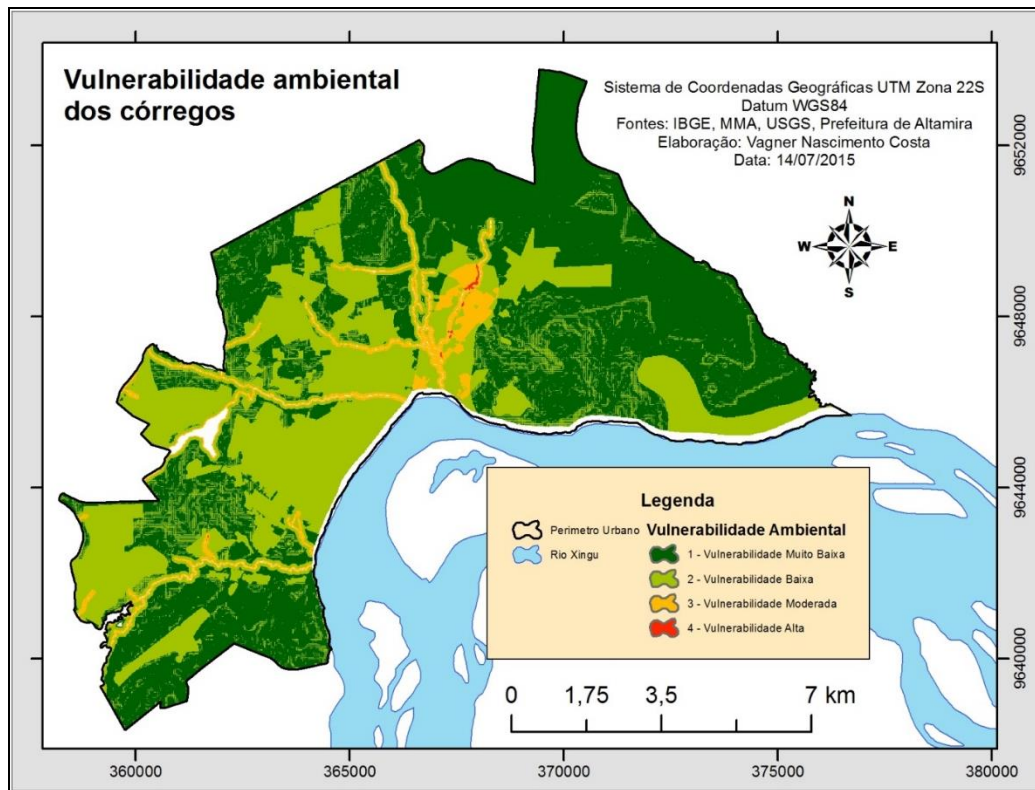 Vulnerabilidade ambiental
dos córregos
Sistema de Coordenadas Geográficas UTM Zona 22S
Datum WGS84
Fontes: IBGE, MMA, USGS, Prefeitura de Altamira
Elaboração: Vagner Nascimento Costa
Data: 14/07/2015
N
W
E
S
9652000
9648000
9644000
9640000
Legenda
Perimetro Urbano
Rio Xingu
Vulnerabilidade Ambiental
1 - Vulnerabilidade Muito Baixa
2 - Vulnerabilidade Baixa
3 - Vulnerabilidade Moderada
4 - Vulnerabilidade Alta
0 1,75 3,5 7 km
360000 365000 370000 375000 380000